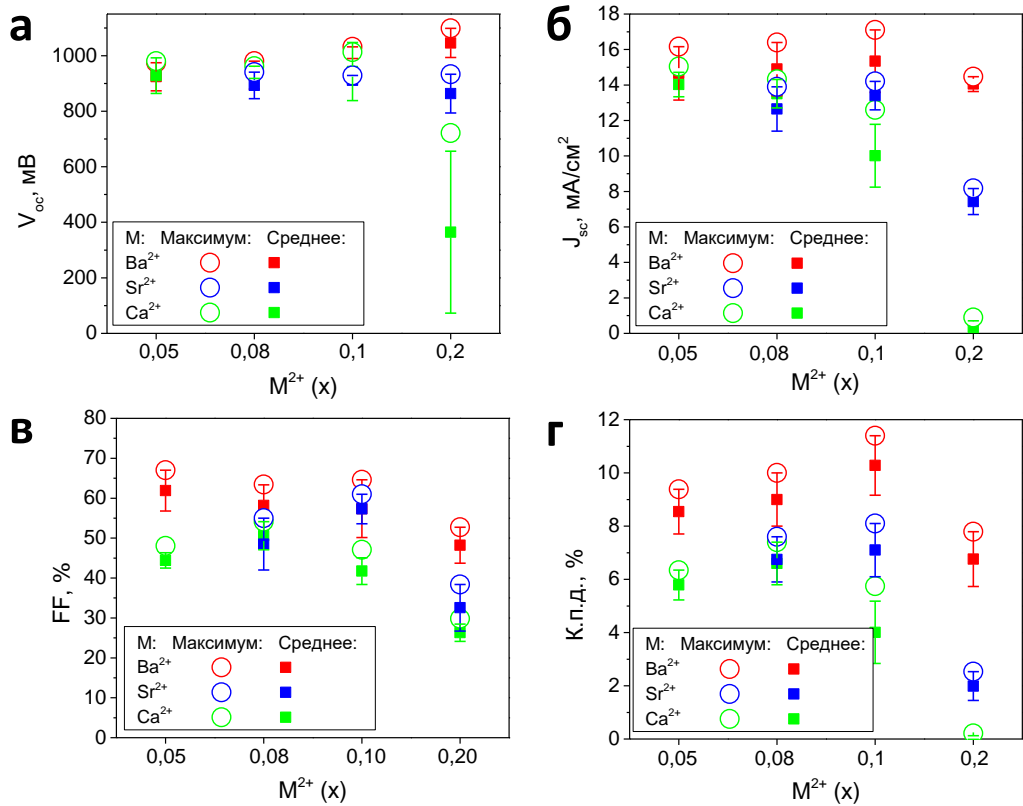 а
V_oc, мВ
1000
800
600
400
200
0
M: Максимум: Среднее:
Ba²⁺
Sr²⁺
Ca²⁺
0,05 0,08 0,1 0,2
M²⁺ (x)
б
J_sc, мА/см²
18
16
14
12
10
8
6
4
2
0
M: Максимум: Среднее:
Ba²⁺
Sr²⁺
Ca²⁺
0,05 0,08 0,1 0,2
M²⁺ (x)
в
FF, %
80
70
60
50
40
30
20
10
0
M: Максимум: Среднее:
Ba²⁺
Sr²⁺
Ca²⁺
0,05 0,08 0,10 0,20
M²⁺ (x)
г
К.п.д., %
12
10
8
6
4
2
0
M: Максимум: Среднее:
Ba²⁺
Sr²⁺
Ca²⁺
0,05 0,08 0,1 0,2
M²⁺ (x)